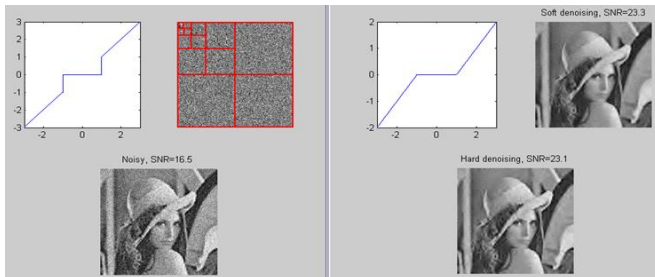 3
2
1
0
-1
-2
-3
-2 0 2
Noisy, SNR=16.5
2
1
0
-1
-2
-2 0 2
Soft denoising, SNR=23.3
Hard denoising, SNR=23.1